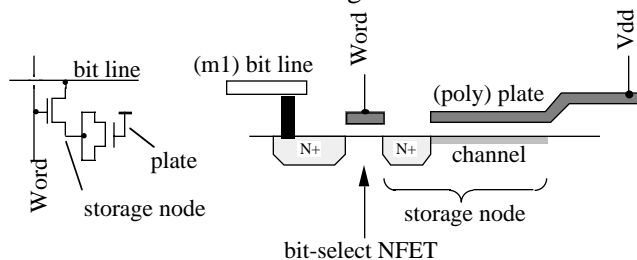 bit line
Word
plate
storage node
(m1) bit line
Word
(poly) plate
Vdd
N+
N+
channel
storage node
bit-select NFET